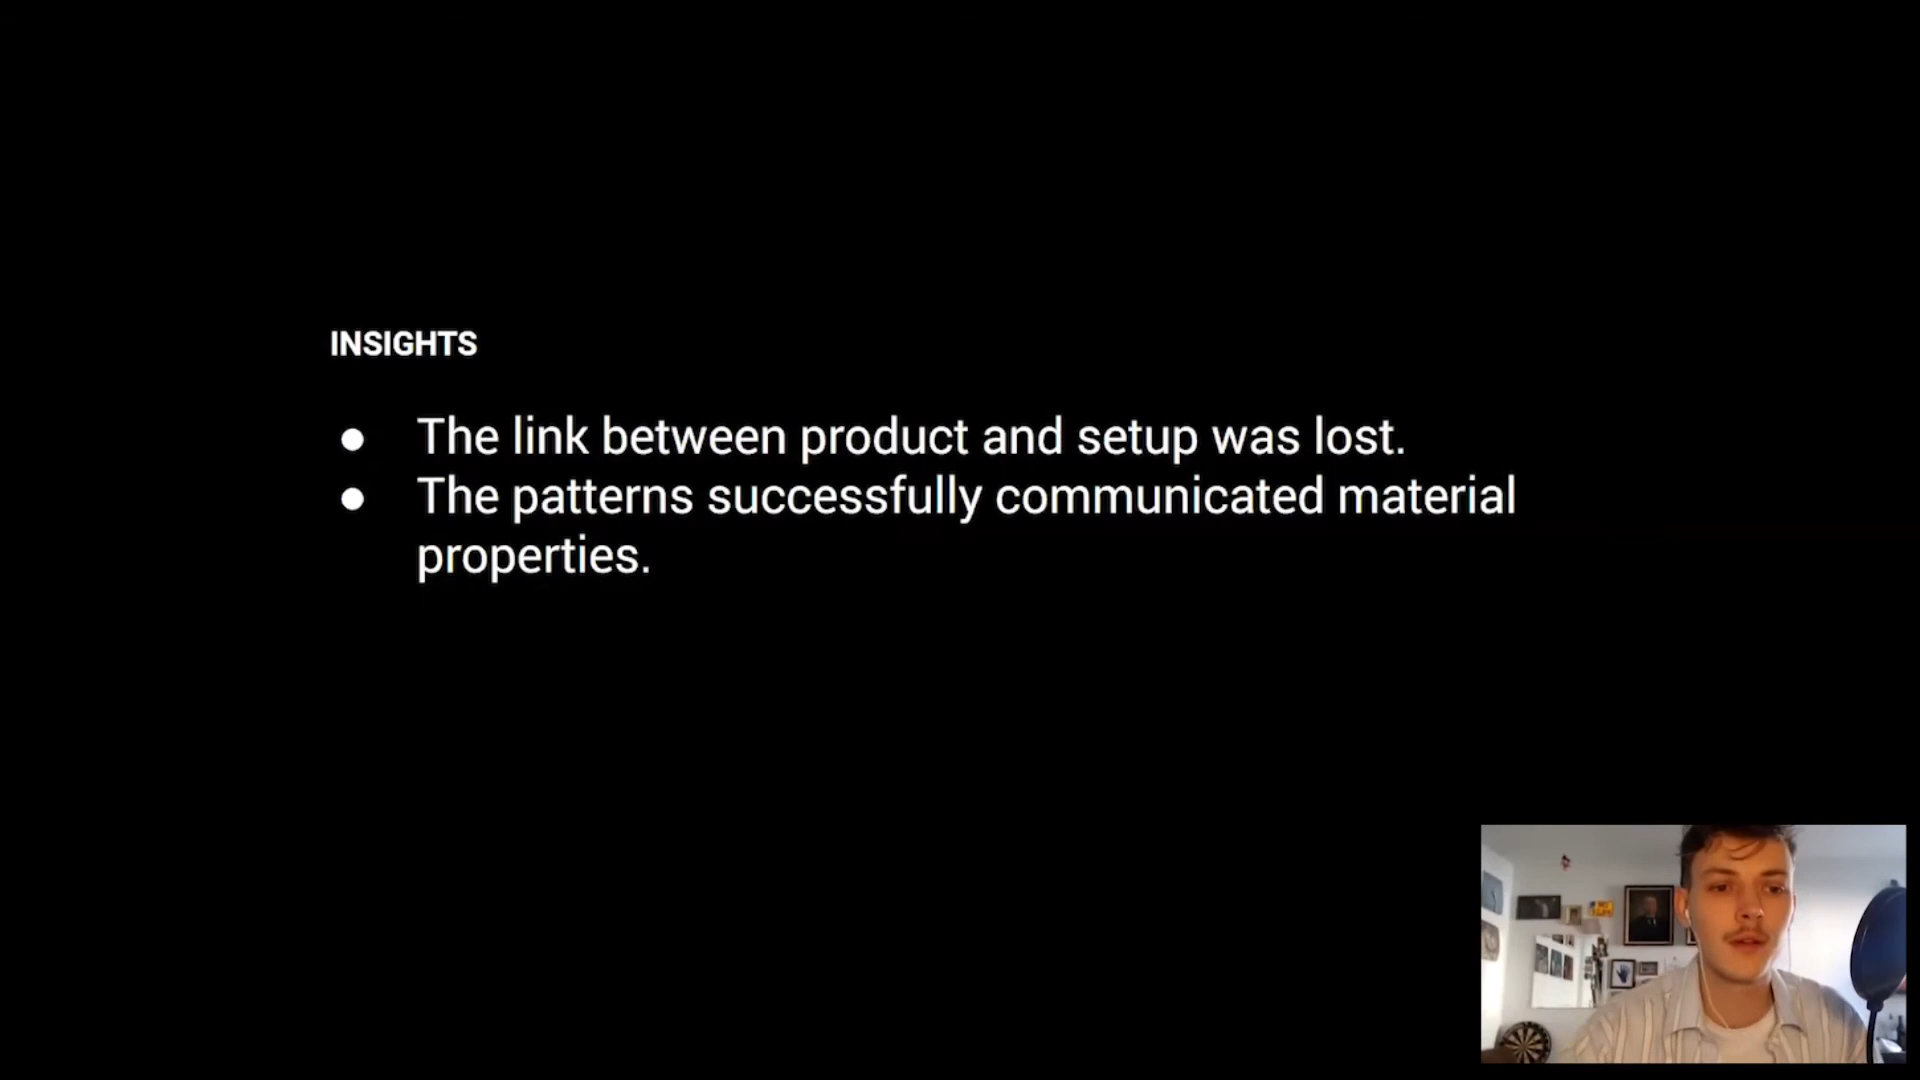 INSIGHTS
● The link between product and setup was lost.
● The patterns successfully communicated material
properties.